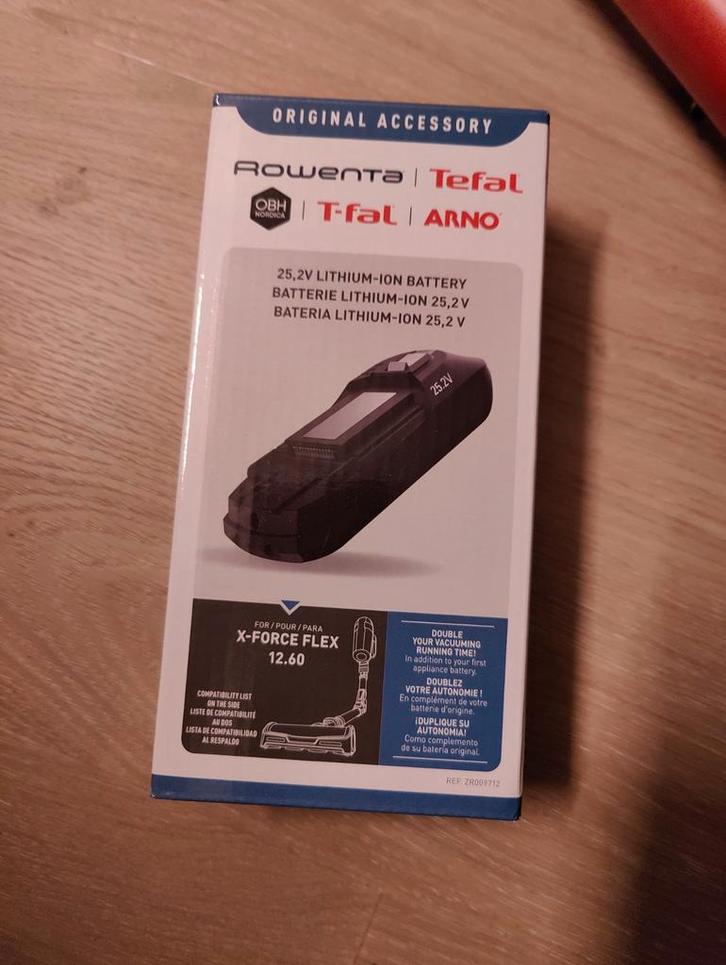 ORIGINAL ACCESSORY
Rowenta | Tefal
OBH NORDICA | T-fal | ARNO
25,2V LITHIUM-ION BATTERY
BATTERIE LITHIUM-ION 25,2V
BATERIA LITHIUM-ION 25,2 V
25.2V
FOR / POUR / PARA
X-FORCE FLEX
12.60
COMPATIBILITY LIST
ON THE SIDE
LISTE DE COMPATIBILITÉ
AU DOS
LISTA DE COMPATIBILIDAD
AL RESPALDO
DOUBLE
YOUR VACUUMING
RUNNING TIME!
In addition to your first
appliance battery.
DOUBLEZ
VOTRE AUTONOMIE !
En complément de votre
batterie d'origine.
¡DUPLIQUE SU
AUTONOMIA!
Como complemento
de su bateria original.
REF. ZR009712